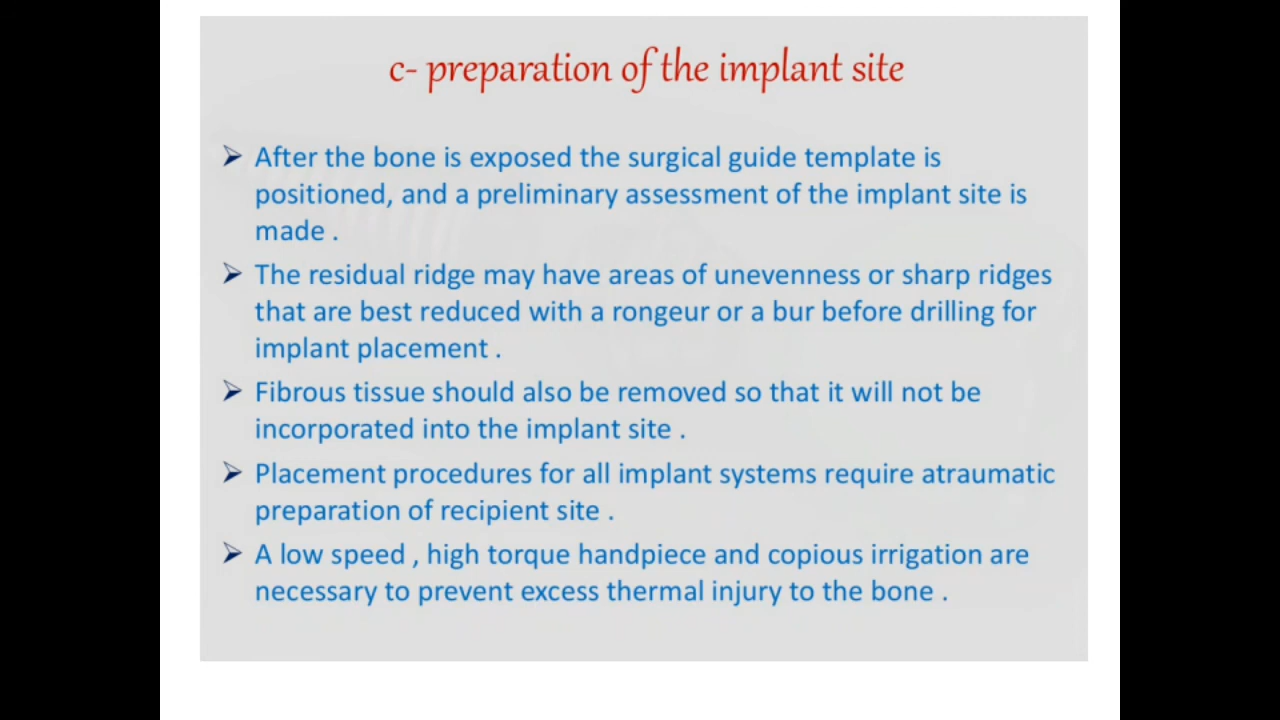 c- preparation of the implant site
➢ After the bone is exposed the surgical guide template is
positioned, and a preliminary assessment of the implant site is
made .
➢ The residual ridge may have areas of unevenness or sharp ridges
that are best reduced with a rongeur or a bur before drilling for
implant placement .
➢ Fibrous tissue should also be removed so that it will not be
incorporated into the implant site .
➢ Placement procedures for all implant systems require atraumatic
preparation of recipient site .
➢ A low speed , high torque handpiece and copious irrigation are
necessary to prevent excess thermal injury to the bone .